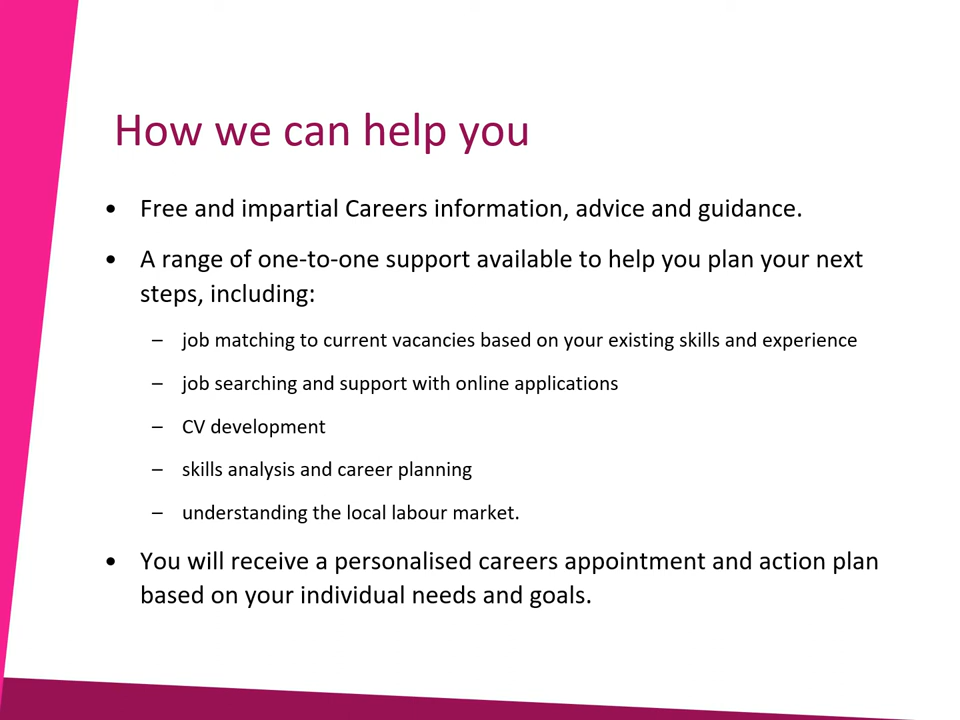 How we can help you
• Free and impartial Careers information, advice and guidance.
• A range of one-to-one support available to help you plan your next
steps, including:
– job matching to current vacancies based on your existing skills and experience
– job searching and support with online applications
– CV development
– skills analysis and career planning
– understanding the local labour market.
• You will receive a personalised careers appointment and action plan
based on your individual needs and goals.